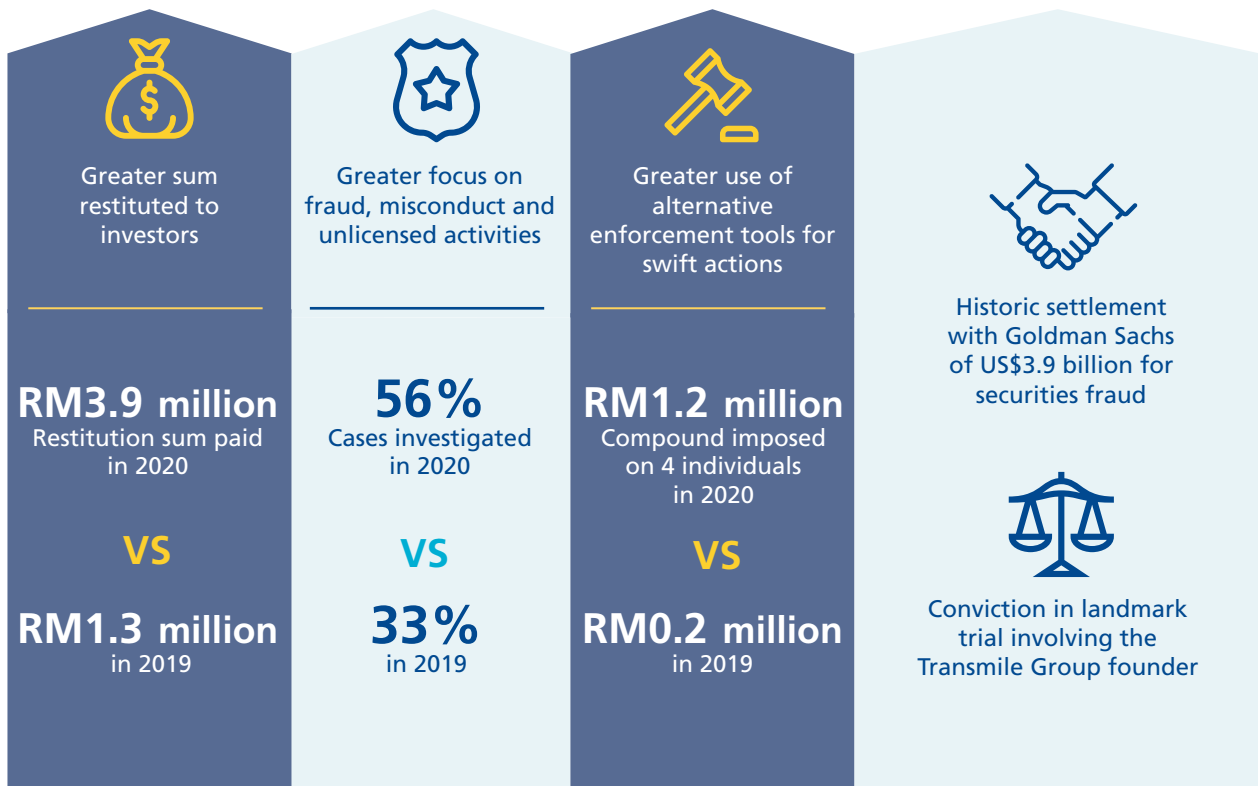 $
Greater sum
restituted to
investors
RM3.9 million
Restitution sum paid
in 2020
VS
RM1.3 million
in 2019
Greater focus on
fraud, misconduct and
unlicensed activities
56%
Cases investigated
in 2020
VS
33%
in 2019
Greater use of
alternative
enforcement tools for
swift actions
RM1.2 million
Compound imposed
on 4 individuals
in 2020
VS
RM0.2 million
in 2019
Historic settlement
with Goldman Sachs
of US$3.9 billion for
securities fraud
Conviction in landmark
trial involving the
Transmile Group founder